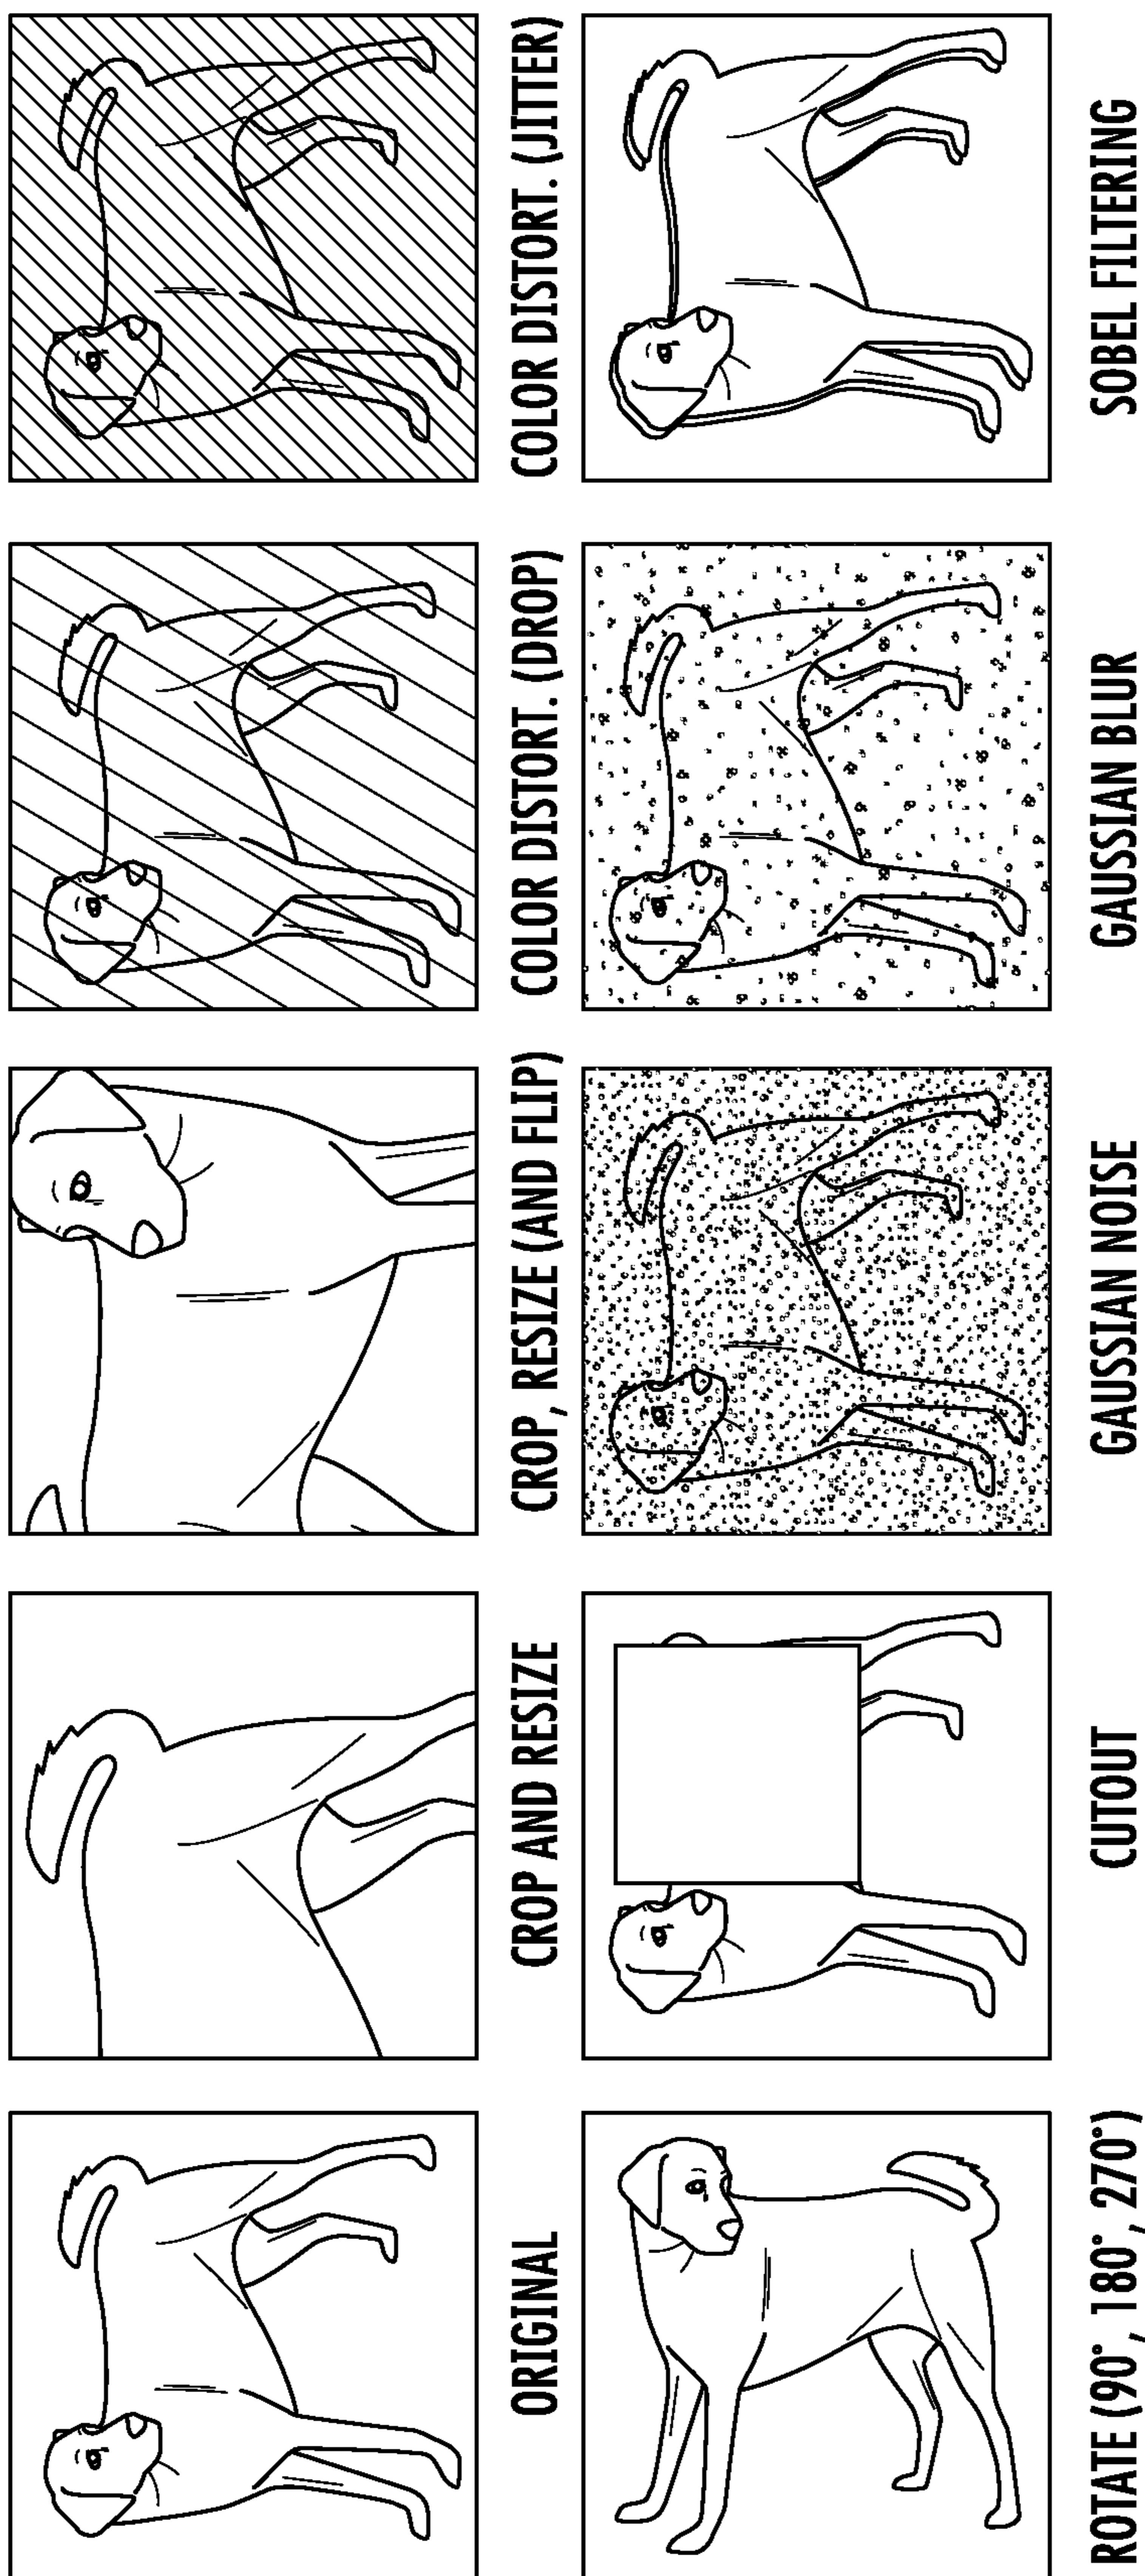 ORIGINAL
CROP AND RESIZE
CROP, RESIZE (AND FLIP)
COLOR DISTORT. (DROP)
COLOR DISTORT. (JITTER)
ROTATE (90°, 180°, 270°)
CUTOUT
GAUSSIAN NOISE
GAUSSIAN BLUR
SOBEL FILTERING